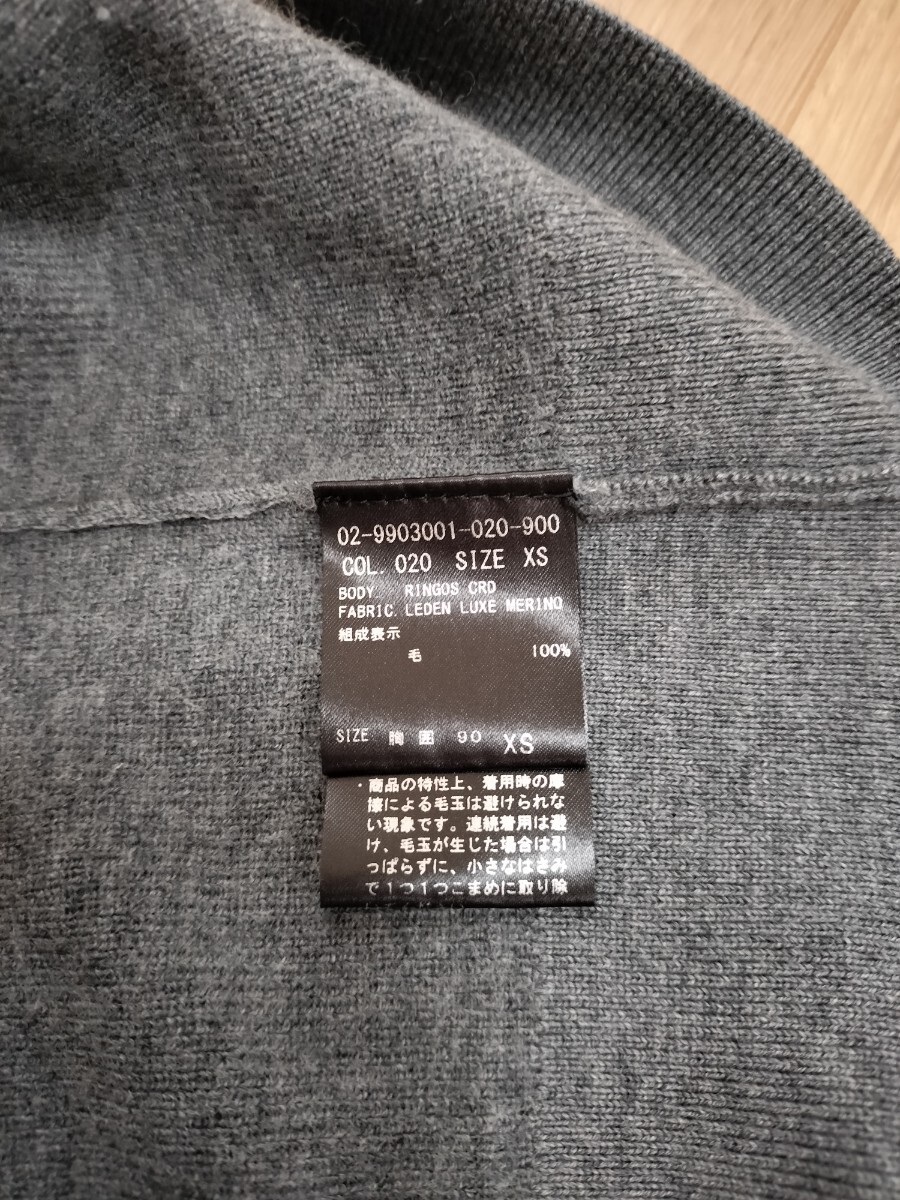 02-9903001-020-900
COL. 020 SIZE XS
BODY RINGOS CRD
FABRIC. LEDEN LUXE MERINO
組成表示
毛 100%
SIZE 胸囲 90 XS
・商品の特性上、着用時の摩
擦による毛玉は避けられな
い現象です。連続着用は避
け、毛玉が生じた場合は引
っぱらずに、小さなはさみ
で1つ1つこまめに取り除